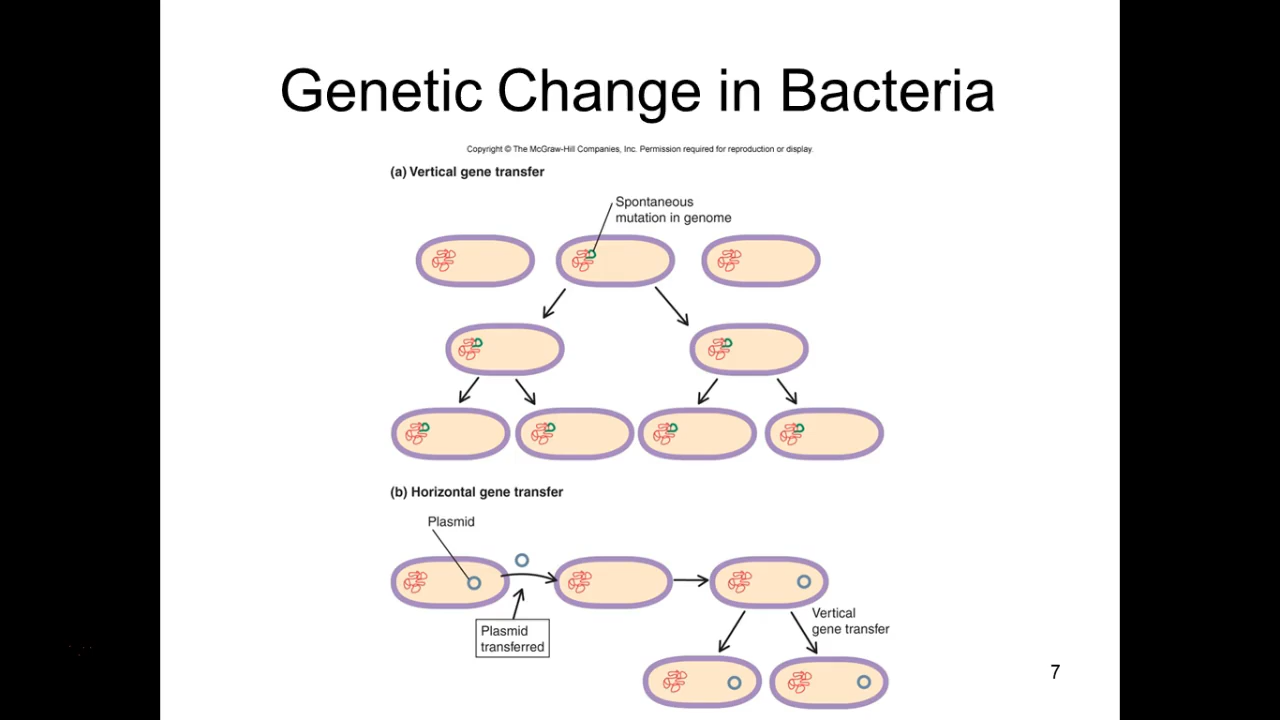 Genetic Change in Bacteria
Copyright © The McGraw-Hill Companies, Inc. Permission required for reproduction or display.
(a) Vertical gene transfer
Spontaneous
mutation in genome
(b) Horizontal gene transfer
Plasmid
Plasmid
transferred
Vertical
gene transfer
7